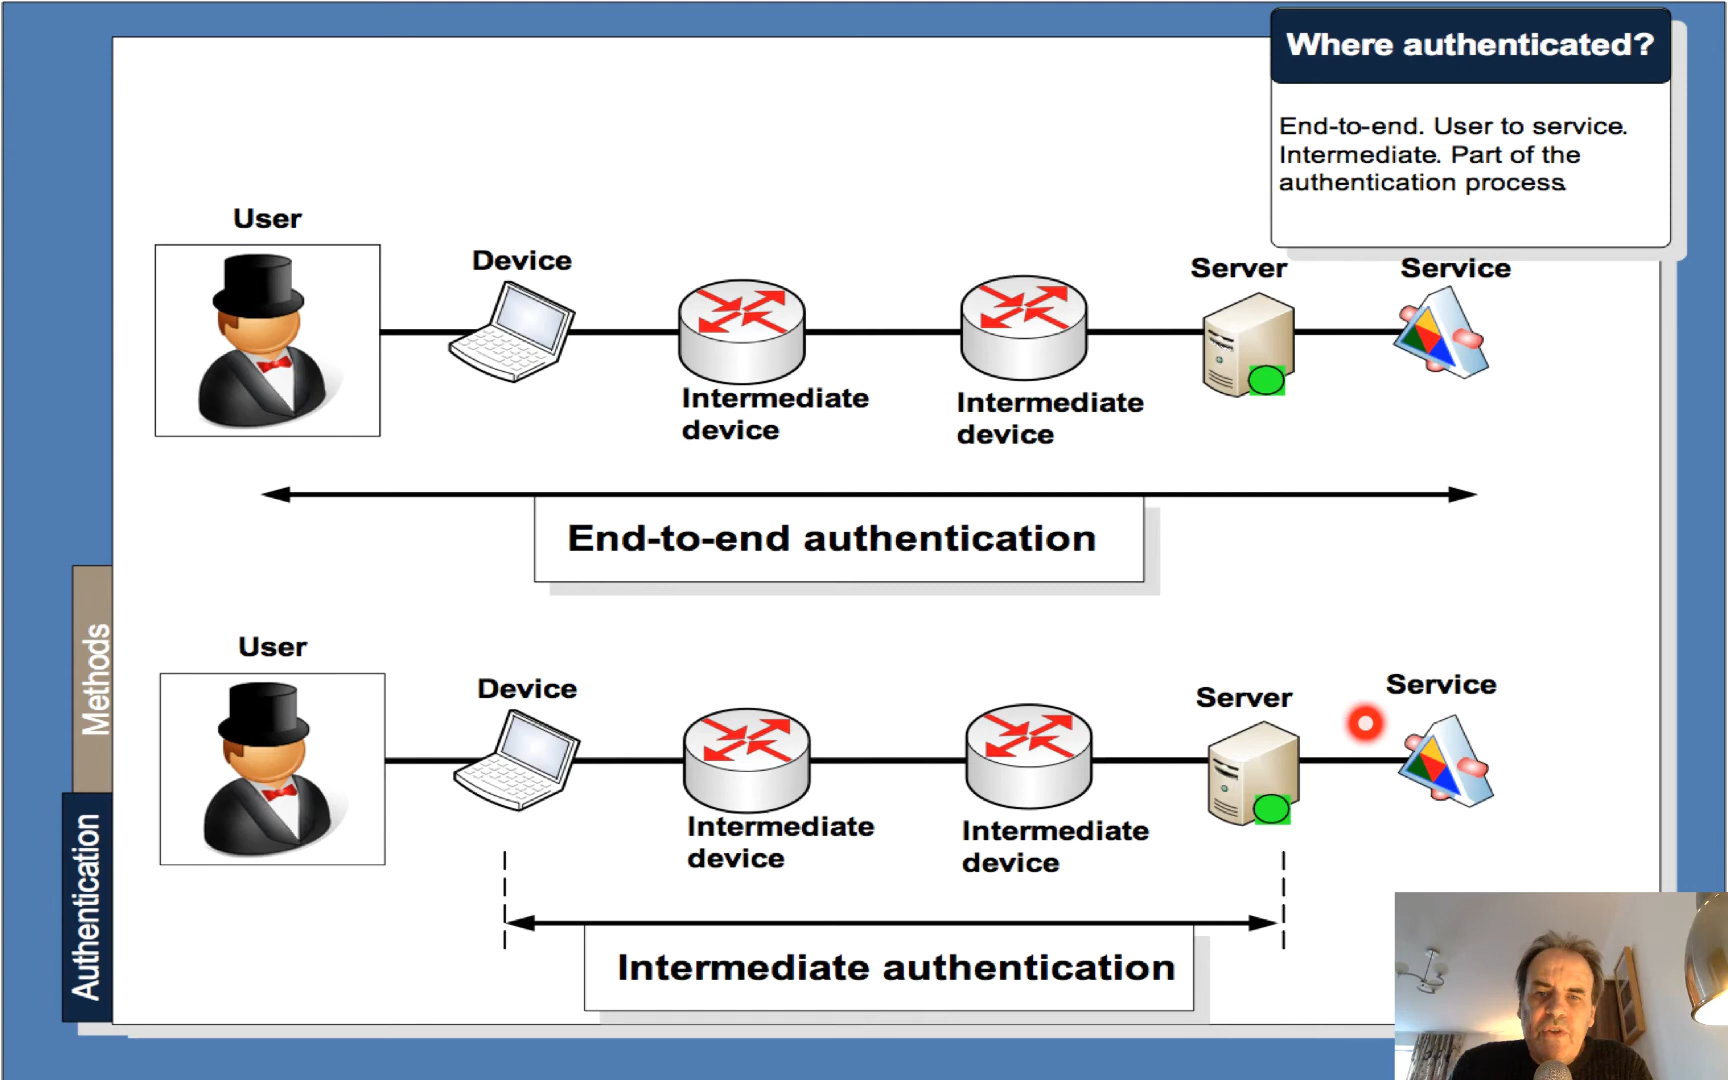 Where authenticated?
End-to-end. User to service.
Intermediate. Part of the
authentication process.
User
Device
Intermediate
device
Intermediate
device
Server
Service
End-to-end authentication
User
Device
Intermediate
device
Intermediate
device
Server
Service
Intermediate authentication
Methods
Authentication